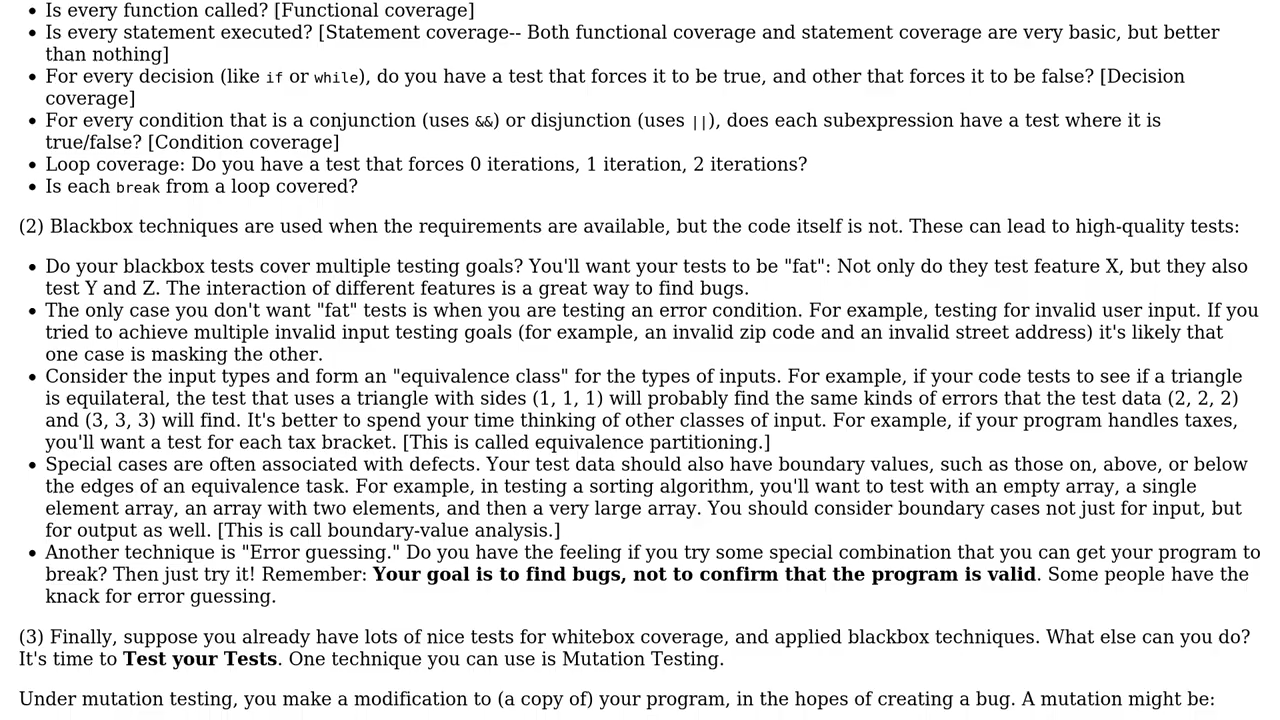 • Is every function called? [Functional coverage]
• Is every statement executed? [Statement coverage-- Both functional coverage and statement coverage are very basic, but better
than nothing]
• For every decision (like if or while), do you have a test that forces it to be true, and other that forces it to be false? [Decision
coverage]
• For every condition that is a conjunction (uses &&) or disjunction (uses ||), does each subexpression have a test where it is
true/false? [Condition coverage]
• Loop coverage: Do you have a test that forces 0 iterations, 1 iteration, 2 iterations?
• Is each break from a loop covered?
(2) Blackbox techniques are used when the requirements are available, but the code itself is not. These can lead to high-quality tests:
• Do your blackbox tests cover multiple testing goals? You'll want your tests to be "fat": Not only do they test feature X, but they also
test Y and Z. The interaction of different features is a great way to find bugs.
• The only case you don't want "fat" tests is when you are testing an error condition. For example, testing for invalid user input. If you
tried to achieve multiple invalid input testing goals (for example, an invalid zip code and an invalid street address) it's likely that
one case is masking the other.
• Consider the input types and form an "equivalence class" for the types of inputs. For example, if your code tests to see if a triangle
is equilateral, the test that uses a triangle with sides (1, 1, 1) will probably find the same kinds of errors that the test data (2, 2, 2)
and (3, 3, 3) will find. It's better to spend your time thinking of other classes of input. For example, if your program handles taxes,
you'll want a test for each tax bracket. [This is called equivalence partitioning.]
• Special cases are often associated with defects. Your test data should also have boundary values, such as those on, above, or below
the edges of an equivalence task. For example, in testing a sorting algorithm, you'll want to test with an empty array, a single
element array, an array with two elements, and then a very large array. You should consider boundary cases not just for input, but
for output as well. [This is call boundary-value analysis.]
• Another technique is "Error guessing." Do you have the feeling if you try some special combination that you can get your program to
break? Then just try it! Remember: Your goal is to find bugs, not to confirm that the program is valid. Some people have the
knack for error guessing.
(3) Finally, suppose you already have lots of nice tests for whitebox coverage, and applied blackbox techniques. What else can you do?
It's time to Test your Tests. One technique you can use is Mutation Testing.
Under mutation testing, you make a modification to (a copy of) your program, in the hopes of creating a bug. A mutation might be: